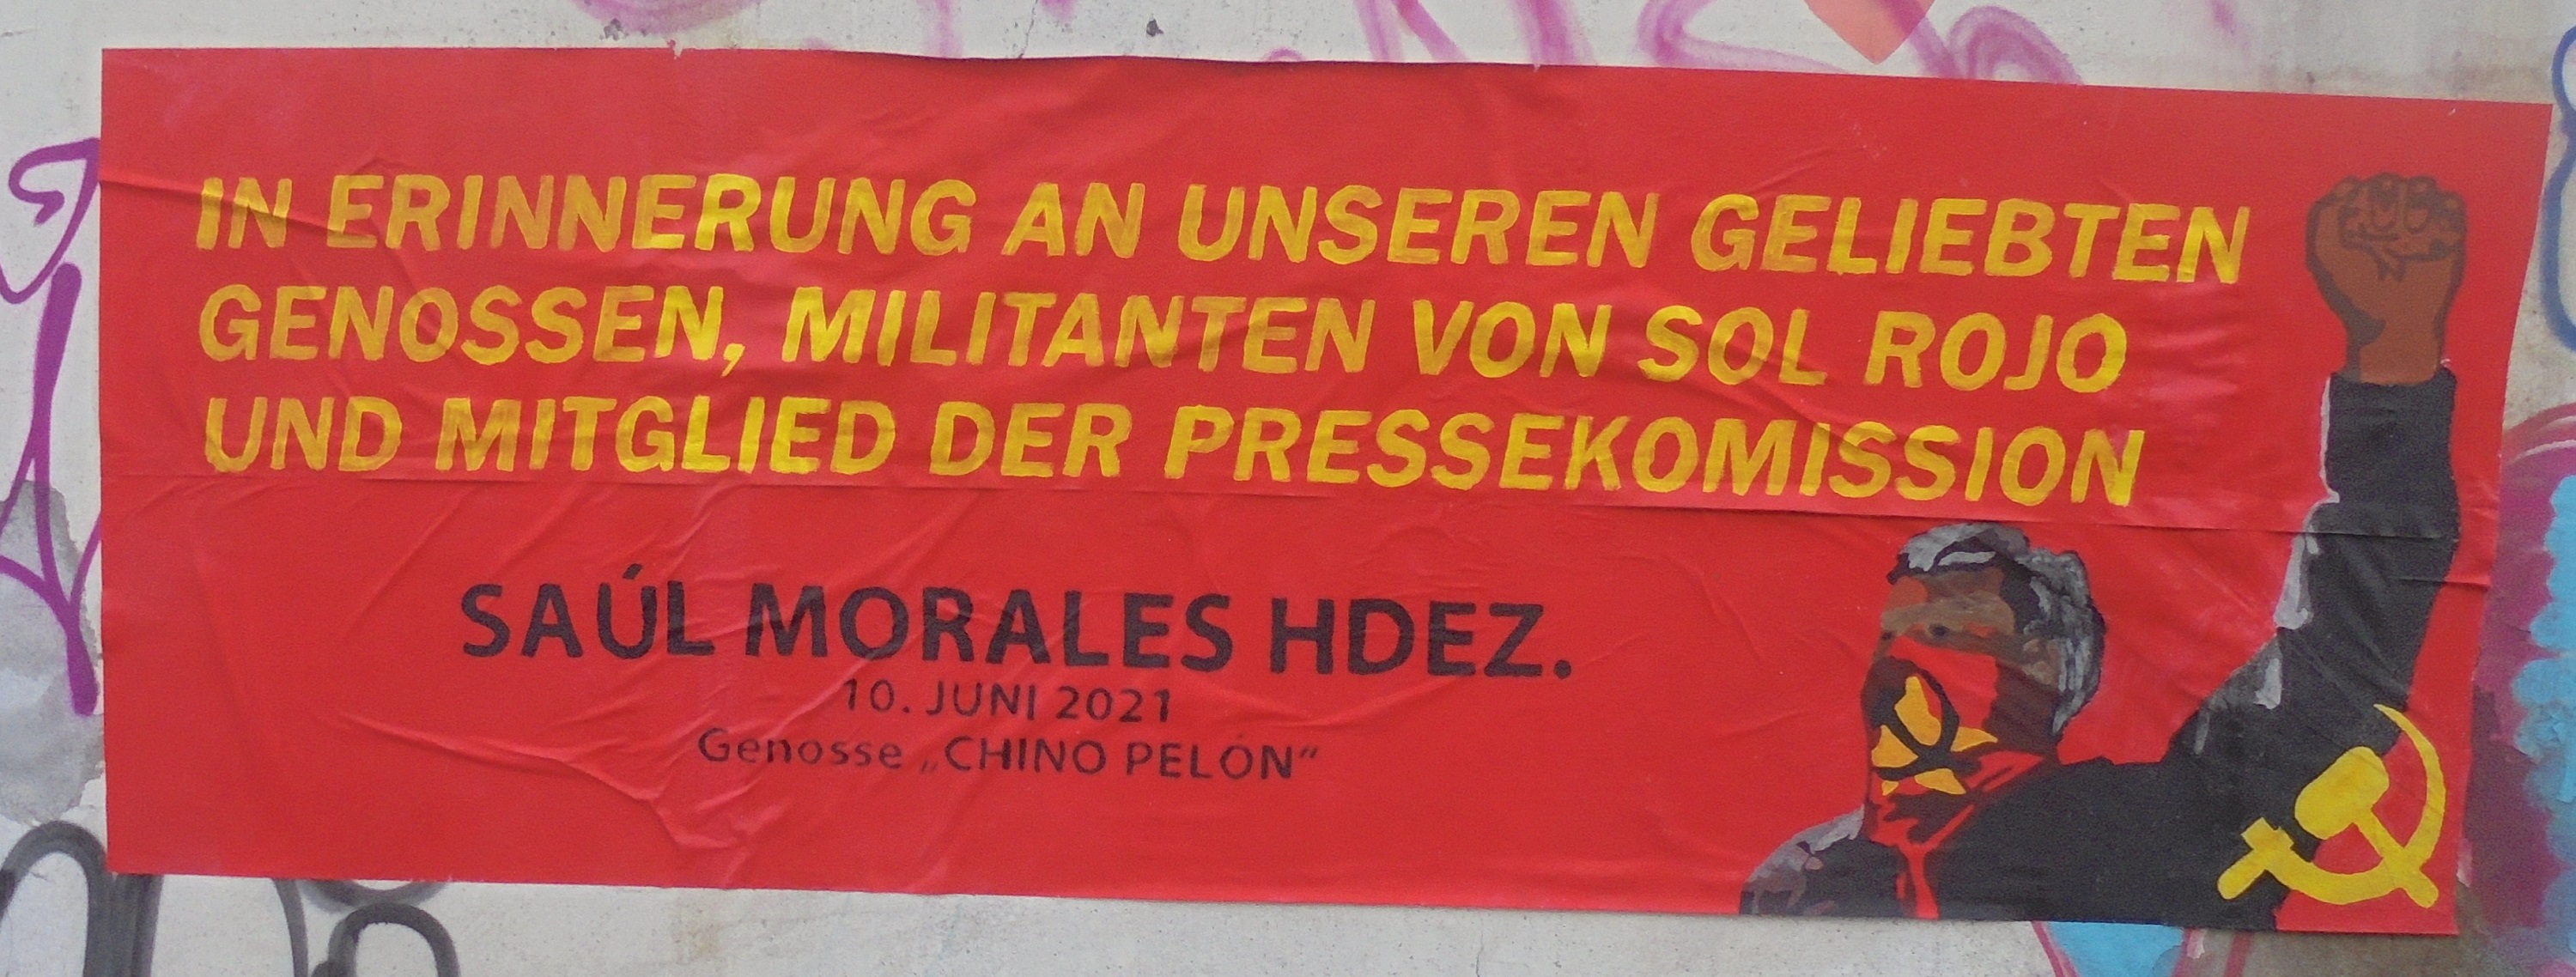 IN ERINNERUNG AN UNSEREN GELIEBTEN
GENOSSEN, MILITANTEN VON SOL ROJO
UND MITGLIED DER PRESSEKOMISSION
SAÚL MORALES HDEZ.
10. JUNI 2021
Genosse „CHINO PELÓN“